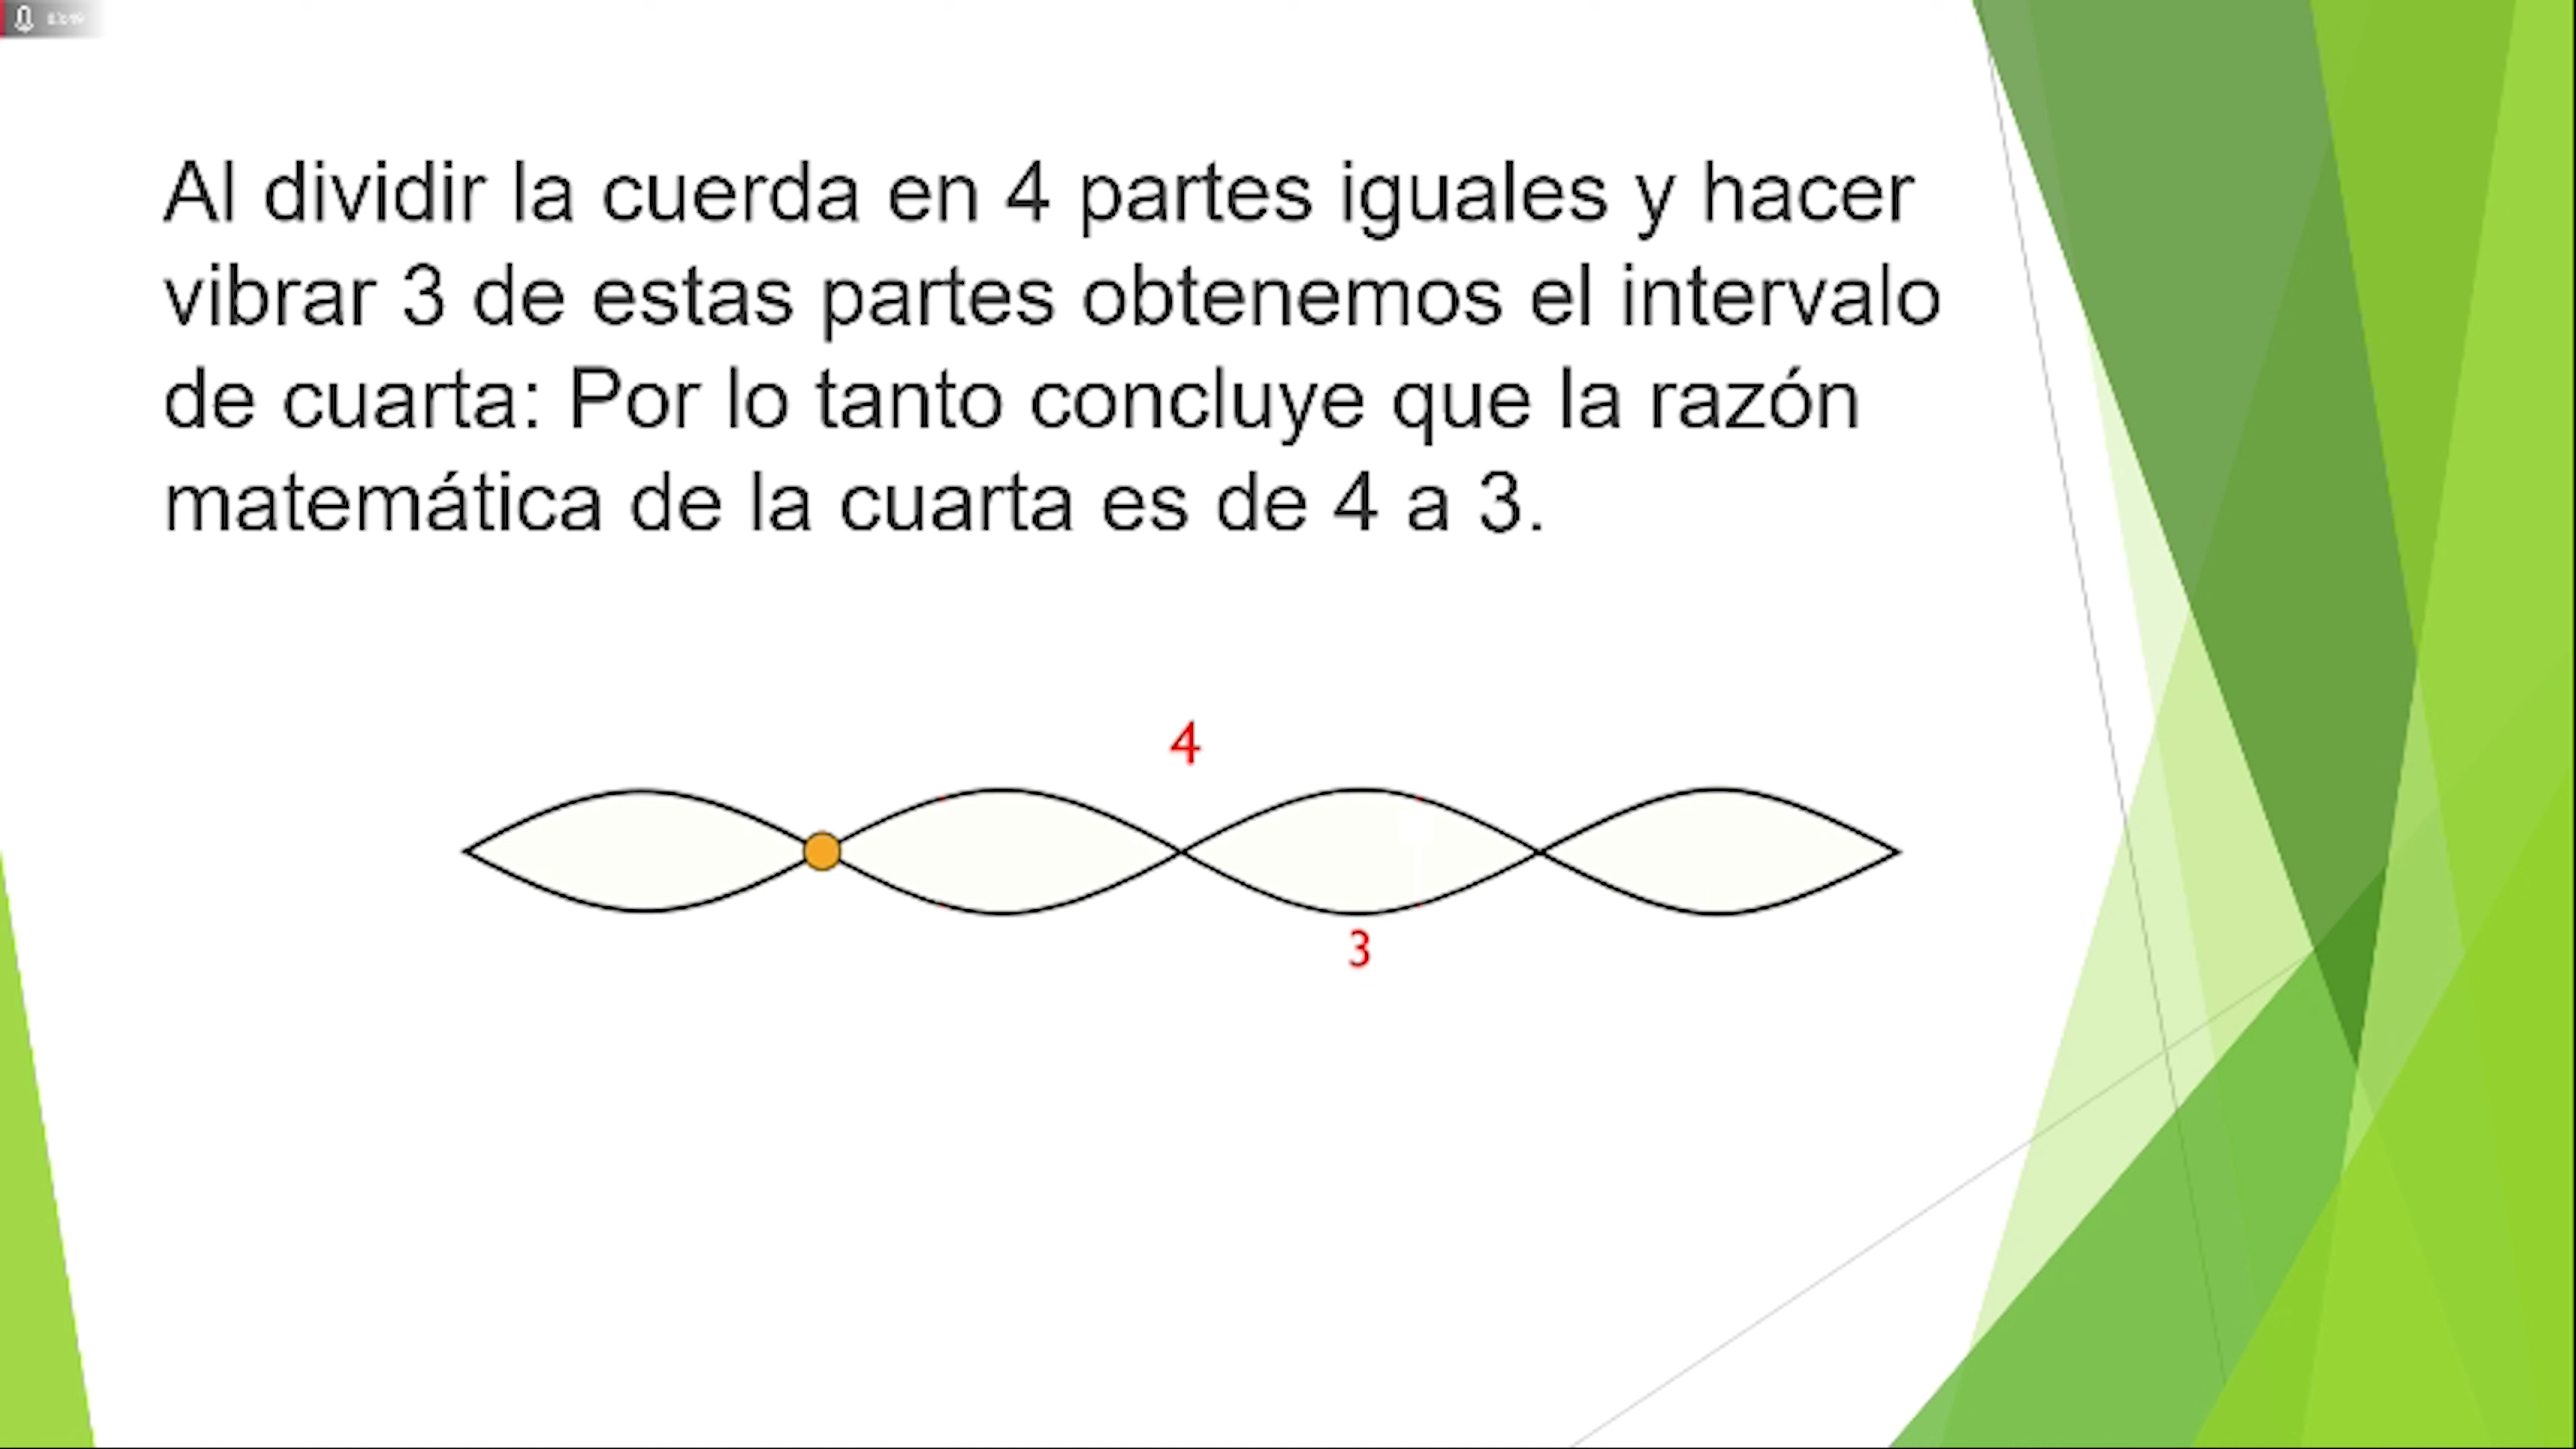 Al dividir la cuerda en 4 partes iguales y hacer
vibrar 3 de estas partes obtenemos el intervalo
de cuarta: Por lo tanto concluye que la razón
matemática de la cuarta es de 4 a 3.
4
3